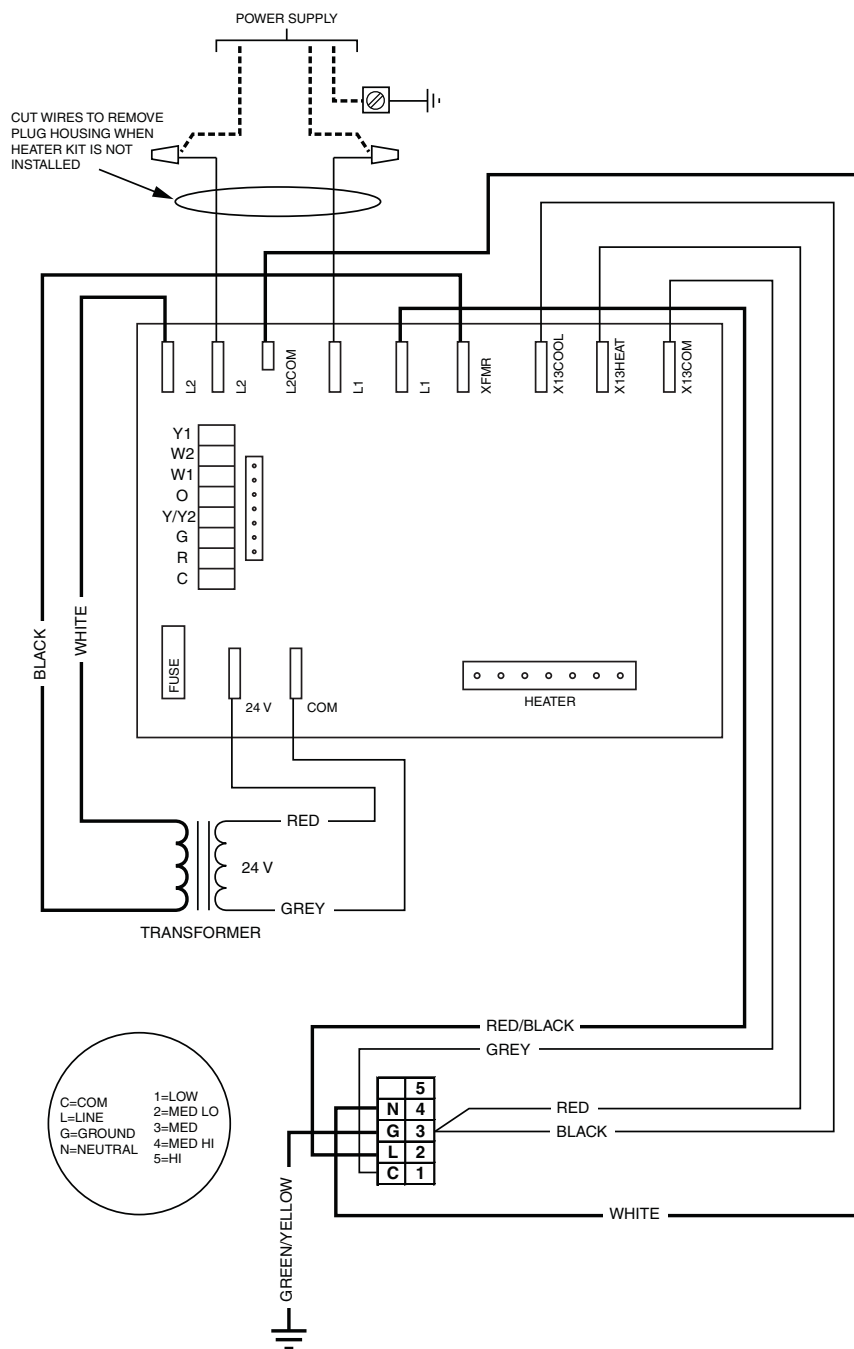 POWER SUPPLY
CUT WIRES TO REMOVE
PLUG HOUSING WHEN
HEATER KIT IS NOT
INSTALLED
L2
L2
L2COM
L1
L1
XFMR
X13COOL
X13HEAT
X13COM
Y1
W2
W1
O
Y/Y2
G
R
C
BLACK
WHITE
FUSE
24 V
COM
HEATER
RED
24 V
GREY
TRANSFORMER
RED/BLACK
GREY
C=COM
L=LINE
G=GROUND
N=NEUTRAL
1=LOW
2=MED LO
3=MED
4=MED HI
5=HI
5
N 4
G 3
L 2
C 1
RED
BLACK
WHITE
GREEN/YELLOW